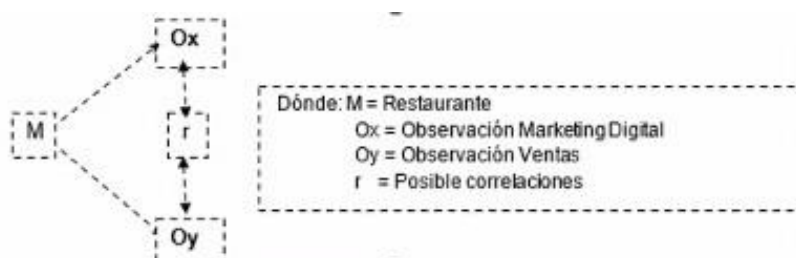 Ox
M
r
Oy
Dónde: M = Restaurante
Ox = Observación Marketing Digital
Oy = Observación Ventas
r = Posible correlaciones